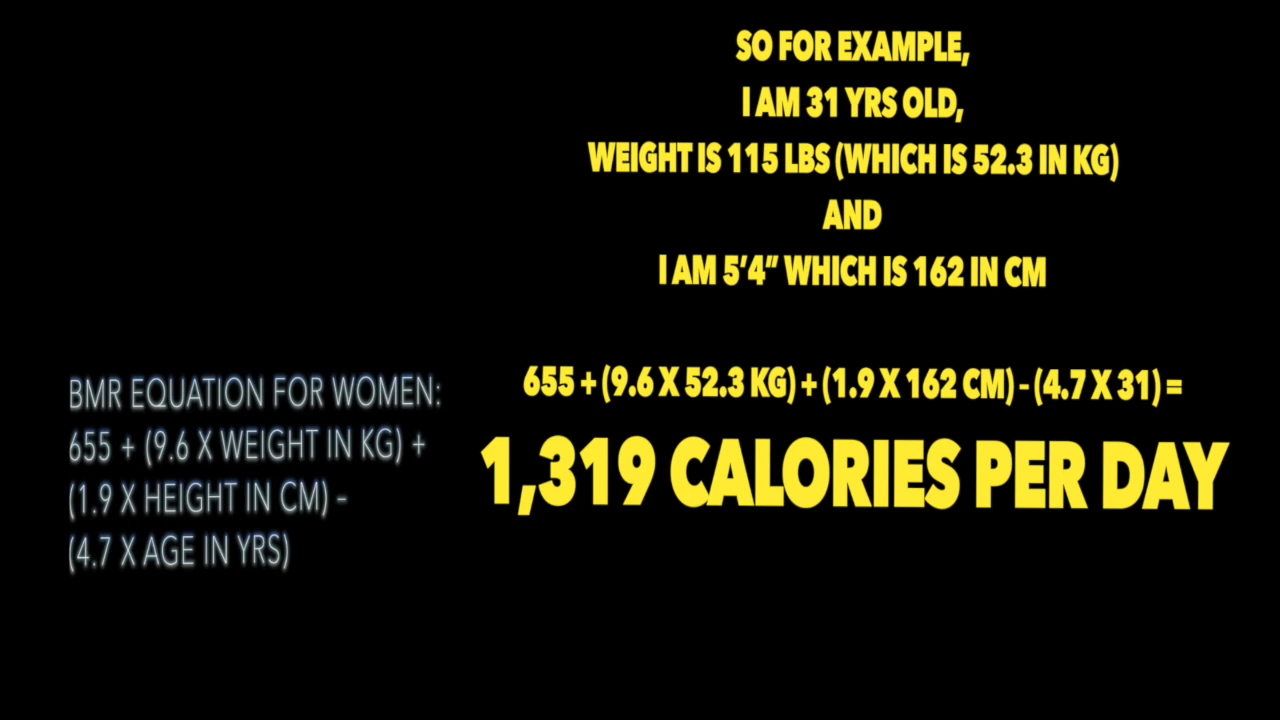 SO FOR EXAMPLE,
I AM 31 YRS OLD,
WEIGHT IS 115 LBS (WHICH IS 52.3 IN KG)
AND
I AM 5'4" WHICH IS 162 IN CM
BMR EQUATION FOR WOMEN:
655 + (9.6 X WEIGHT IN KG) +
(1.9 X HEIGHT IN CM) –
(4.7 X AGE IN YRS)
655 + (9.6 X 52.3 KG) + (1.9 X 162 CM) – (4.7 X 31) =
1,319 CALORIES PER DAY